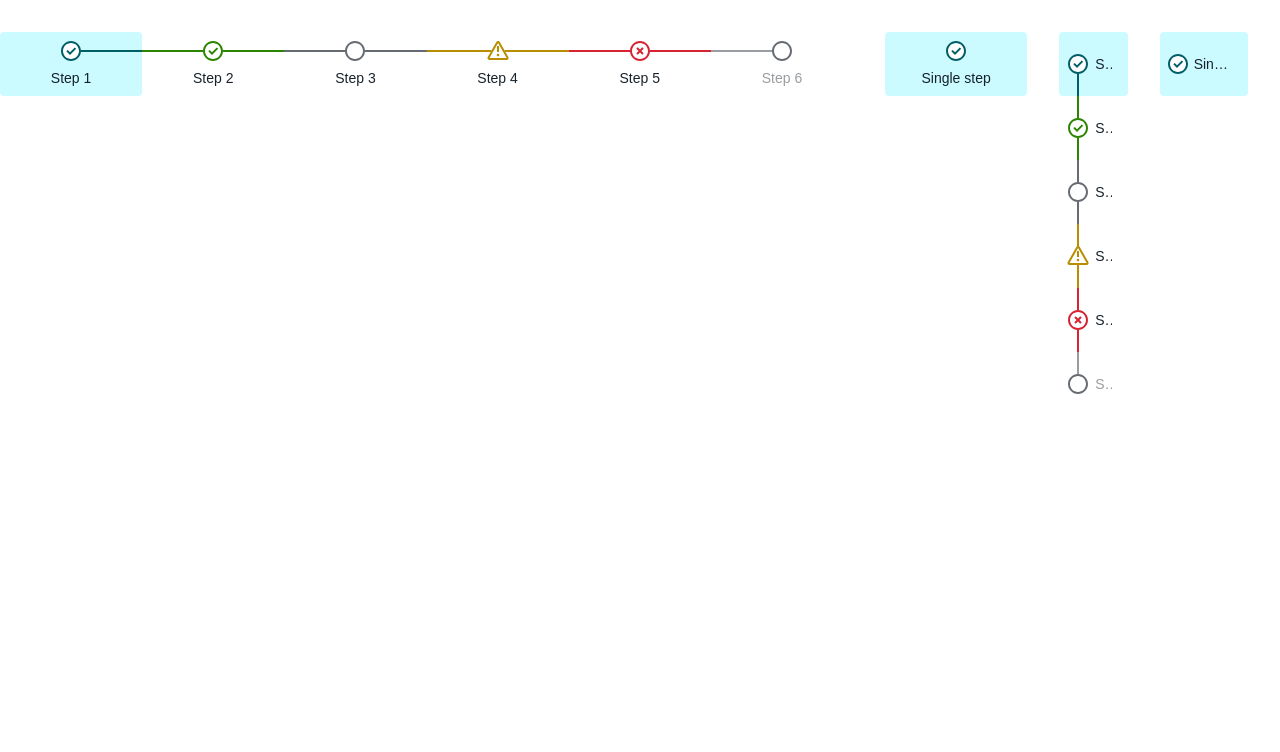 Step 1
Step 2
Step 3
Step 4
Step 5
Step 6
Single step
S..
S..
S..
S..
S..
S..
Sin…